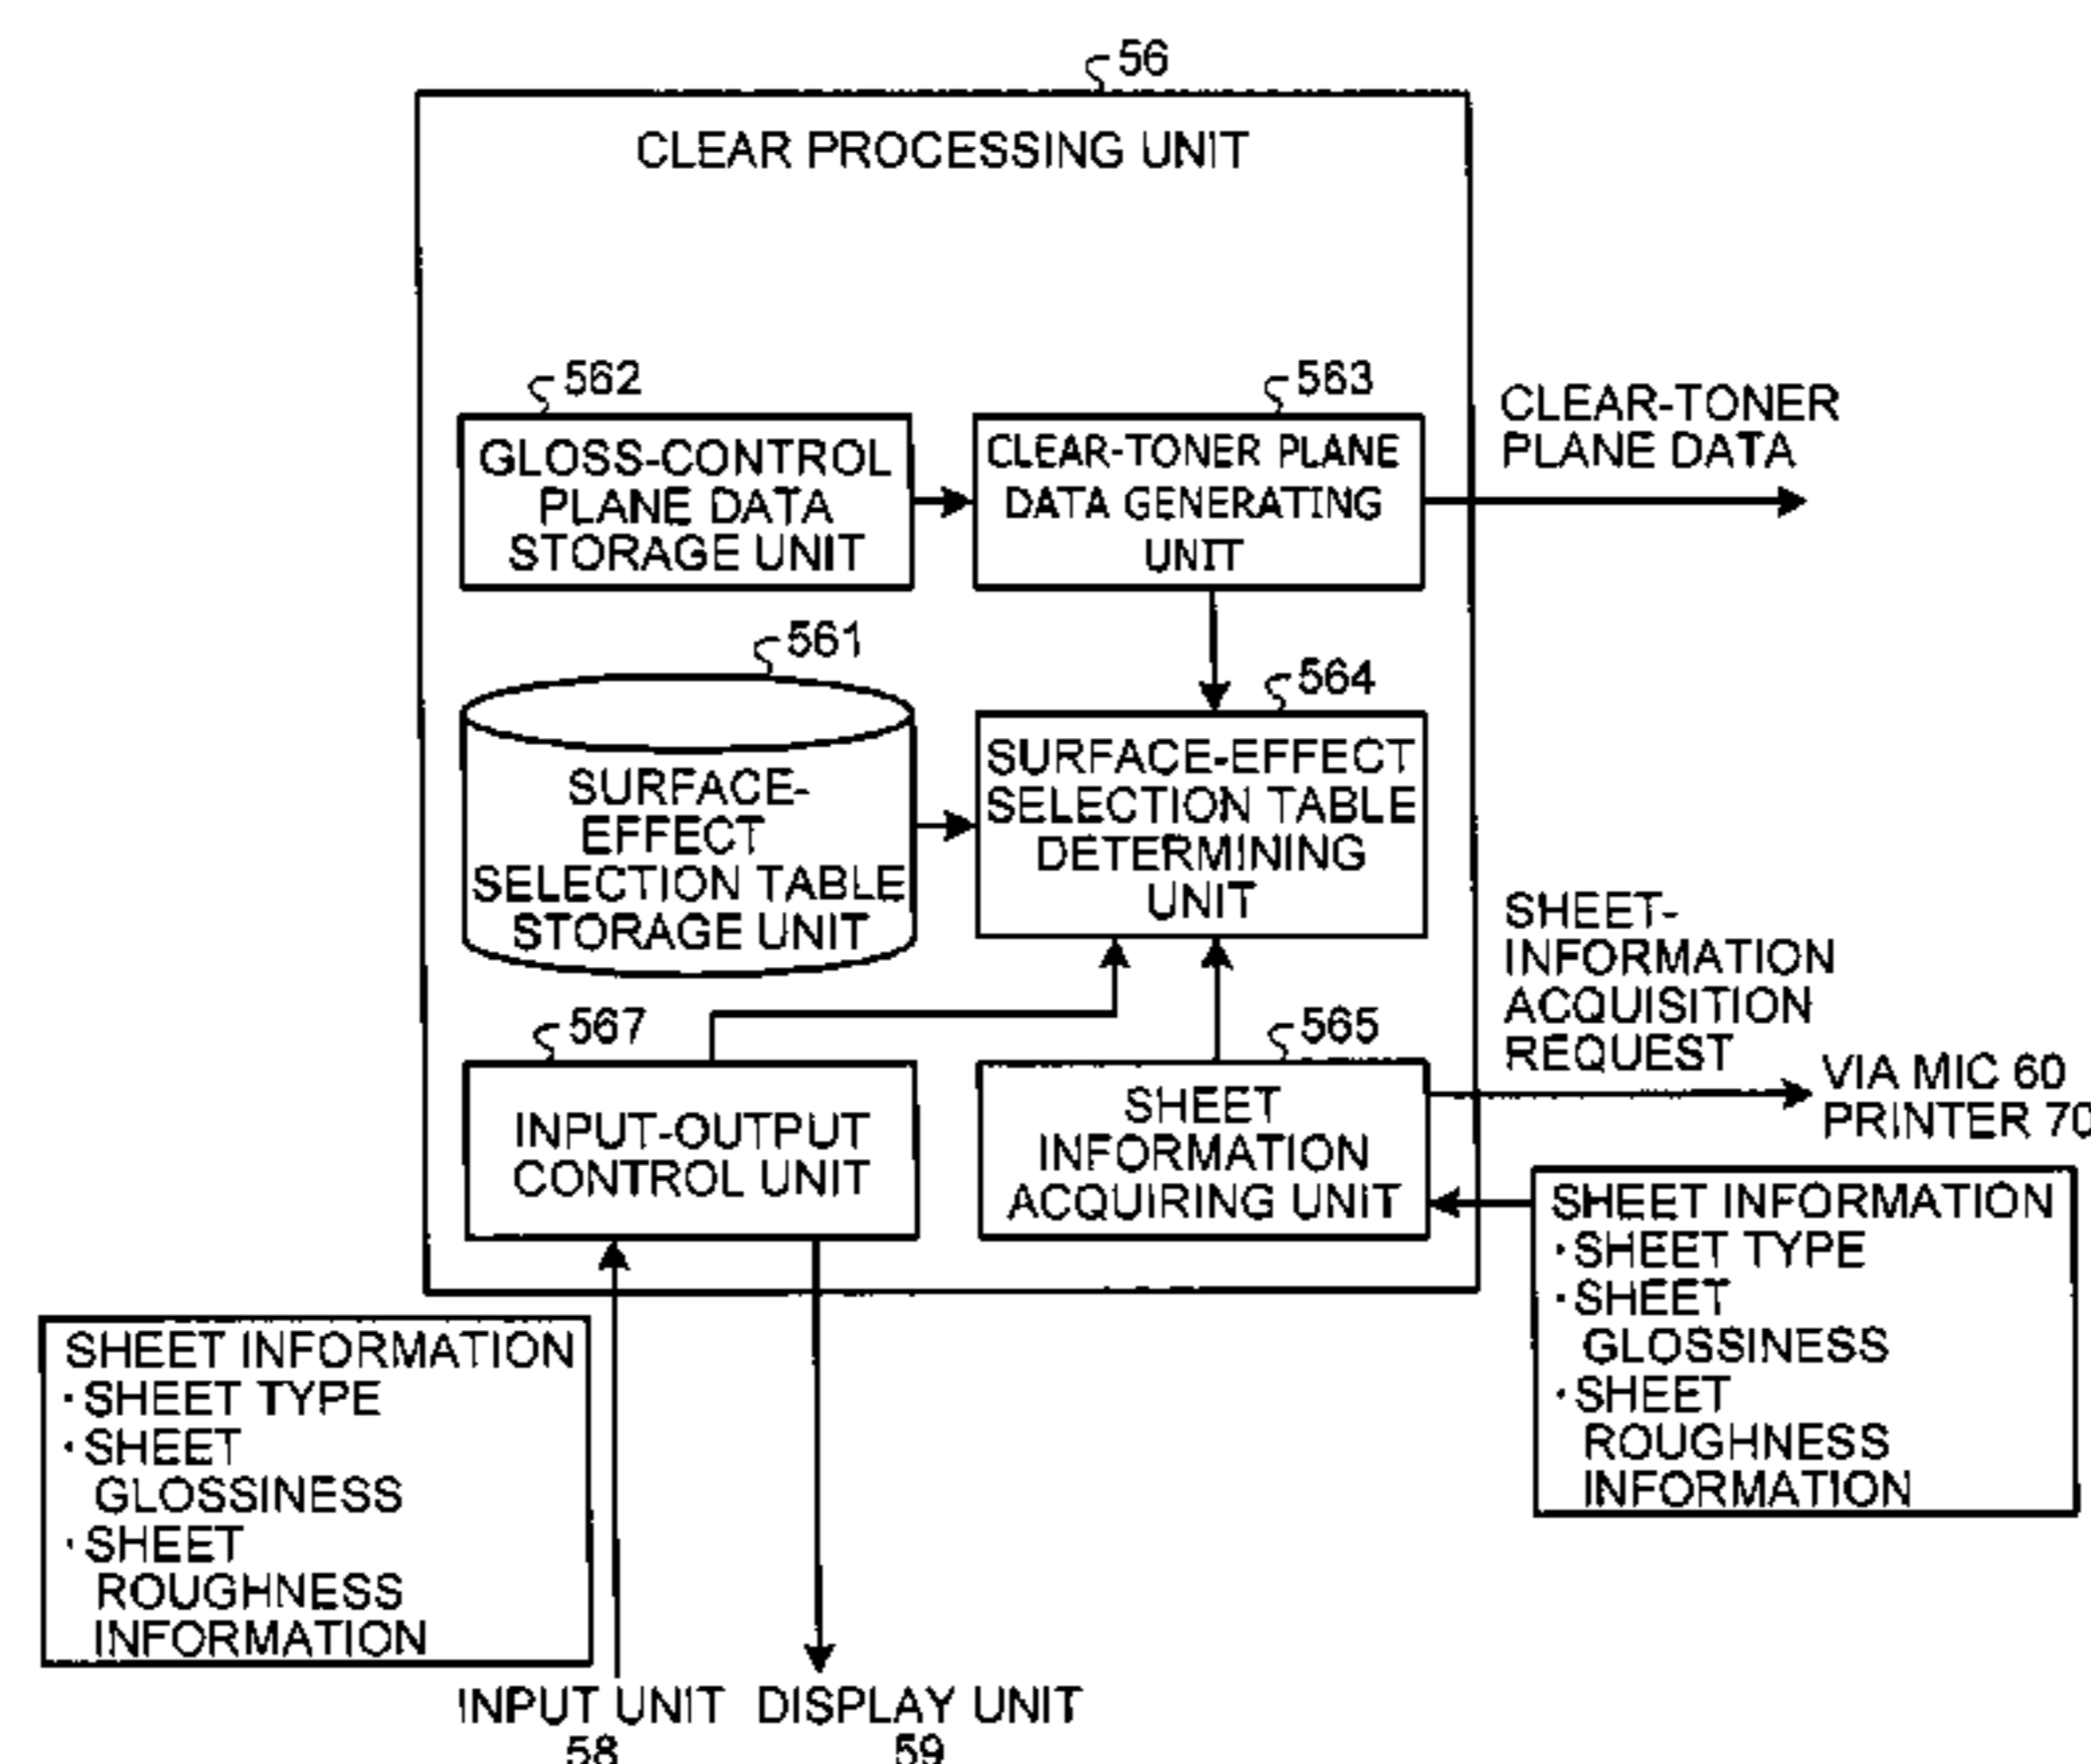 56
CLEAR PROCESSING UNIT
562
GLOSS-CONTROL
PLANE DATA
STORAGE UNIT
563
CLEAR-TONER PLANE
DATA GENERATING
UNIT
CLEAR-TONER
PLANE DATA
561
SURFACE-
EFFECT
SELECTION TABLE
STORAGE UNIT
564
SURFACE-EFFECT
SELECTION TABLE
DETERMINING
UNIT
SHEET-
INFORMATION
ACQUISITION
REQUEST
VIA MIC 60
PRINTER 70
567
INPUT-OUTPUT
CONTROL UNIT
565
SHEET
INFORMATION
ACQUIRING UNIT
SHEET INFORMATION
·SHEET TYPE
·SHEET
GLOSSINESS
·SHEET
ROUGHNESS
INFORMATION
SHEET INFORMATION
·SHEET TYPE
·SHEET
GLOSSINESS
·SHEET
ROUGHNESS
INFORMATION
INPUT UNIT
58
DISPLAY UNIT
59